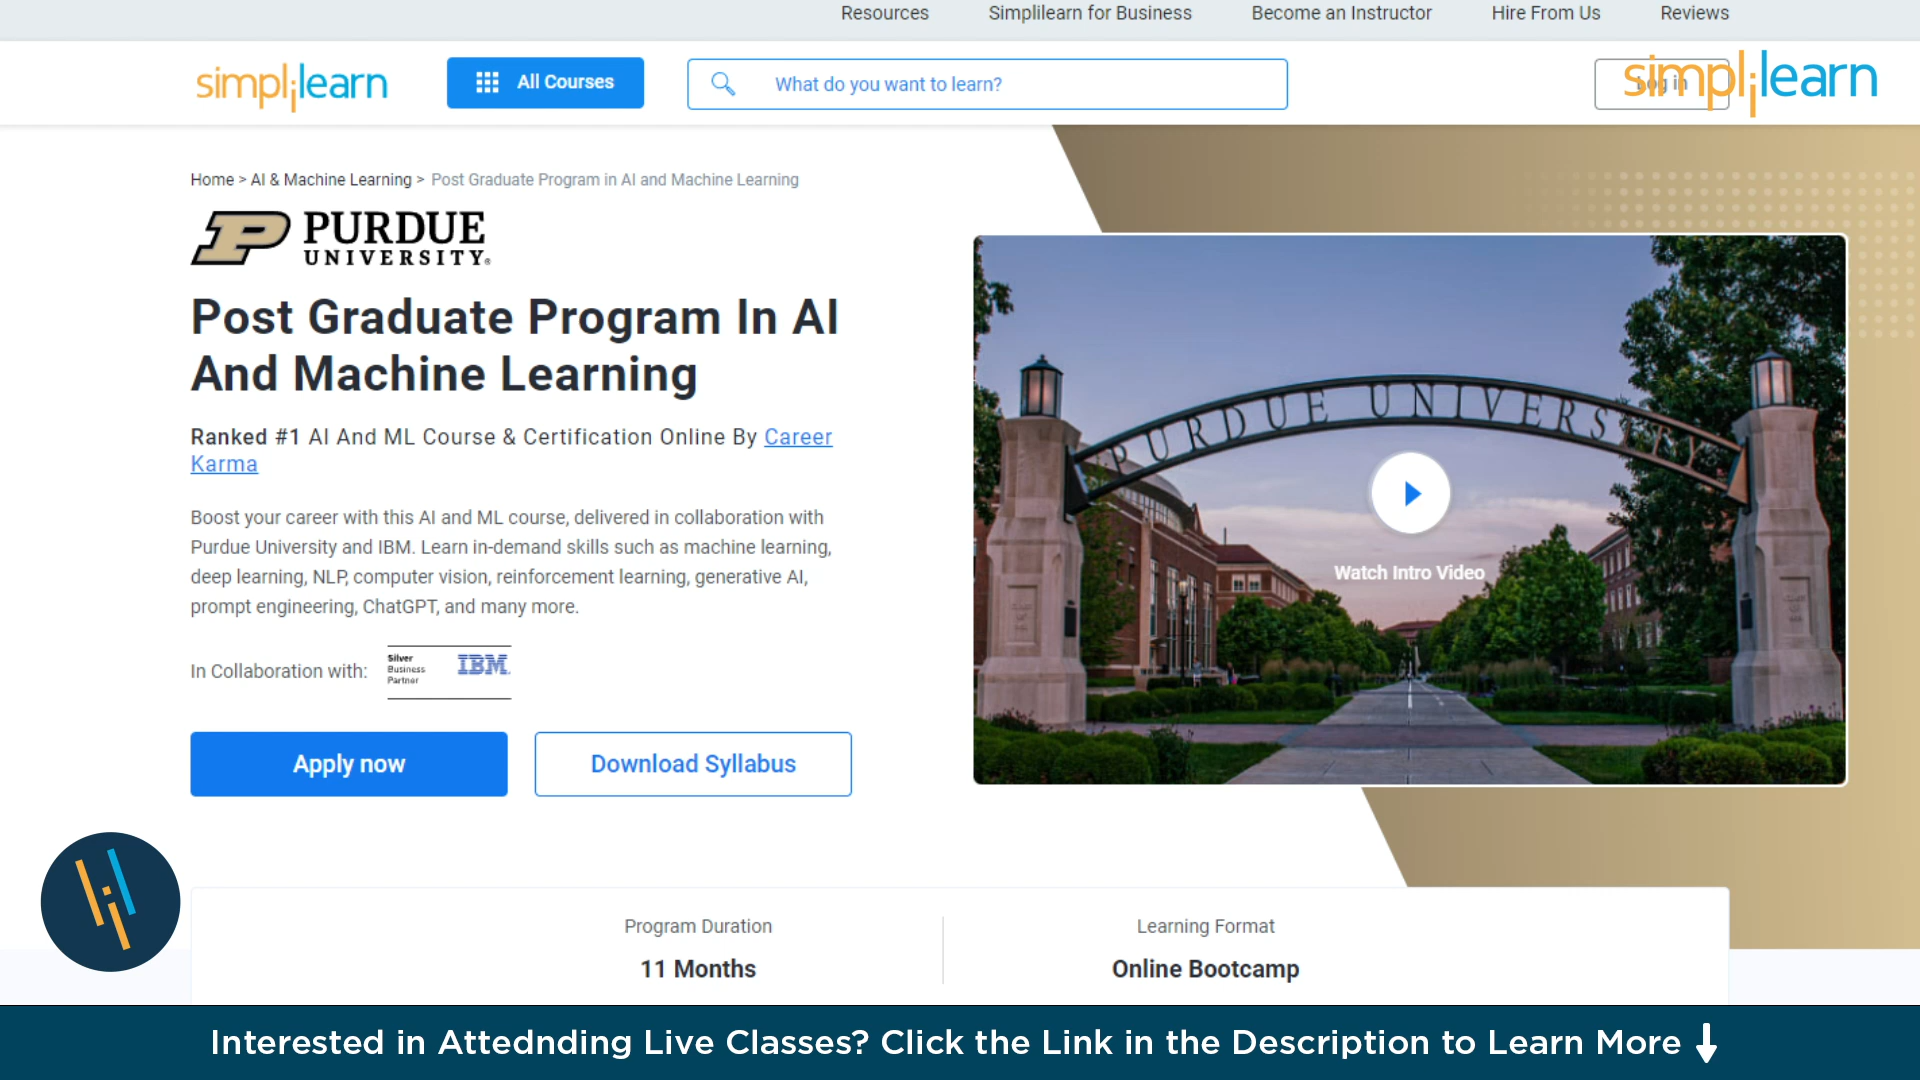 Resources Simplilearn for Business Become an Instructor Hire From Us Reviews
simplilearn All Courses What do you want to learn? Log in simplilearn
Home > AI & Machine Learning > Post Graduate Program in AI and Machine Learning
PURDUE
UNIVERSITY®
Post Graduate Program In AI
And Machine Learning
Ranked #1 AI And ML Course & Certification Online By Career
Karma
Boost your career with this AI and ML course, delivered in collaboration with
Purdue University and IBM. Learn in-demand skills such as machine learning,
deep learning, NLP, computer vision, reinforcement learning, generative AI,
prompt engineering, ChatGPT, and many more.
In Collaboration with:
Silver
Business
Partner
IBM
Apply now Download Syllabus
PURDUE UNIVERSITY
Watch Intro Video
Program Duration
11 Months
Learning Format
Online Bootcamp
Interested in Attednding Live Classes? Click the Link in the Description to Learn More